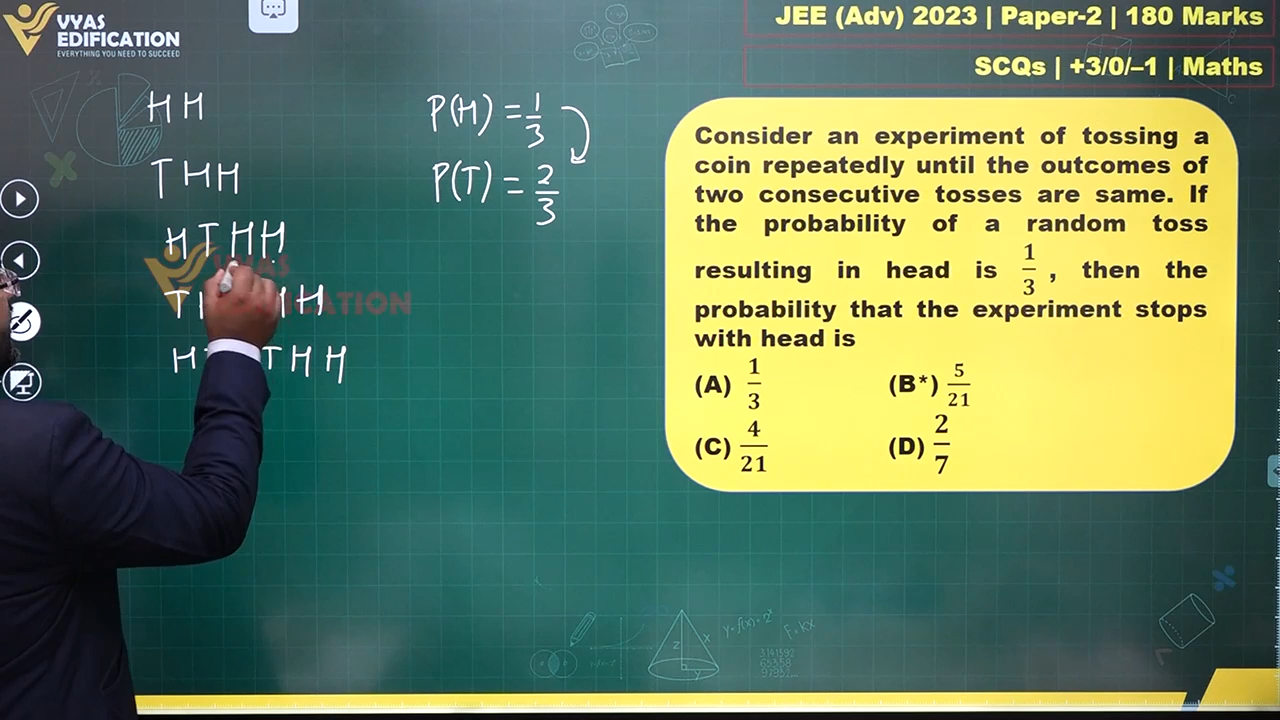 VYAS
EDIFICATION
EVERYTHING YOU NEED TO SUCCEED
JEE (Adv) 2023 | Paper-2 | 180 Marks
SCQs | +3/0/–1 | Maths
H H
T H H
H T H H
T
H
H T H H
P(H) = 1/3
P(T) = 2/3
Consider an experiment of tossing a
coin repeatedly until the outcomes of
two consecutive tosses are same. If
the probability of a random toss
resulting in head is 1/3 , then the
probability that the experiment stops
with head is
(A) 1/3 (B*) 5/21
(C) 4/21 (D) 2/7